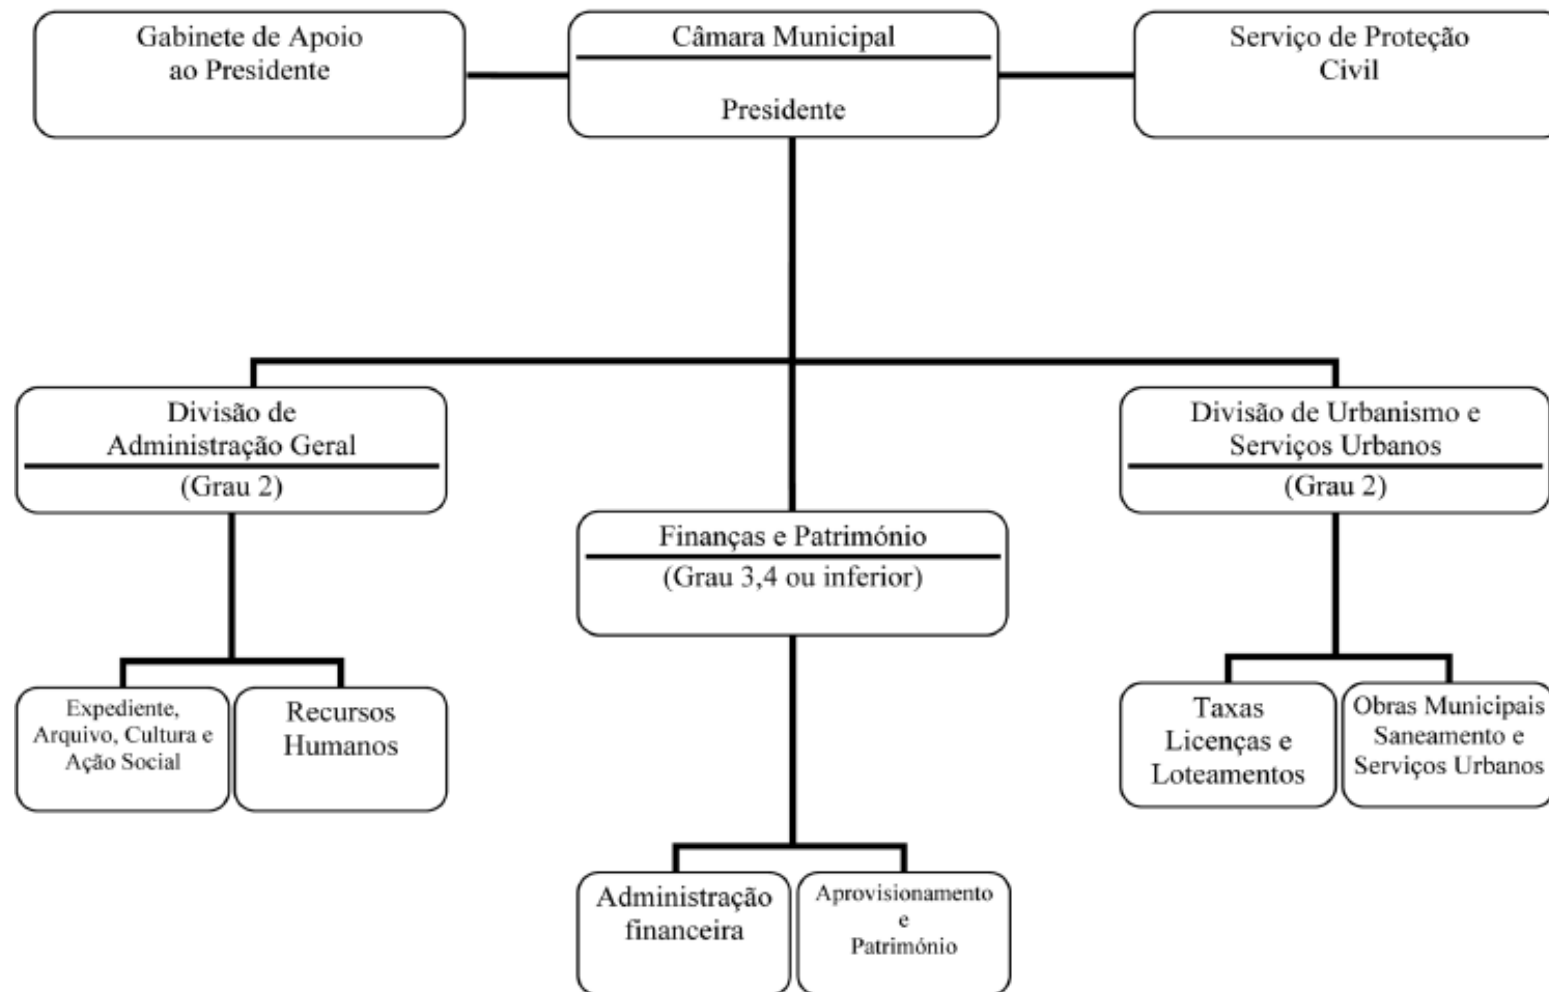 Gabinete de Apoio
ao Presidente
Câmara Municipal
Presidente
Serviço de Proteção
Civil
Divisão de
Administração Geral
(Grau 2)
Finanças e Património
(Grau 3,4 ou inferior)
Divisão de Urbanismo e
Serviços Urbanos
(Grau 2)
Expediente,
Arquivo, Cultura e
Ação Social
Recursos
Humanos
Taxas
Licenças e
Loteamentos
Obras Municipais
Saneamento e
Serviços Urbanos
Administração
financeira
Aprovisionamento
e
Património